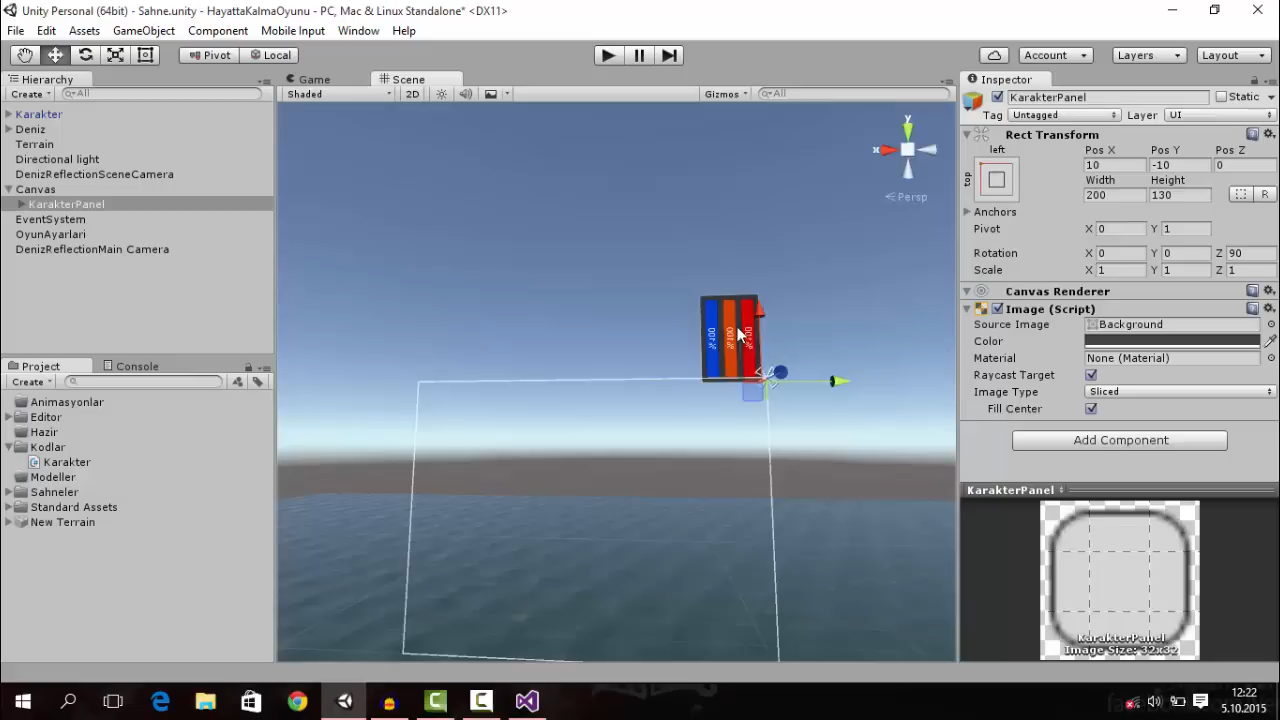 Unity Personal (64bit) - Sahne.unity - HayattaKalmaOyunu - PC, Mac & Linux Standalone* <DX11>
File Edit Assets GameObject Component Mobile Input Window Help
Pivot Local Account Layers Layout
Hierarchy
Create All
Karakter
Deniz
Terrain
Directional light
DenizReflectionSceneCamera
Canvas
KarakterPanel
EventSystem
OyunAyarlari
DenizReflectionMain Camera
Project Console
Create
Animasyonlar
Editor
Hazir
Kodlar
Karakter
Modeller
Sahneler
Standard Assets
New Terrain
Game Scene
Shaded 2D Gizmos All
y
x
Persp
%100 %100 %100
Inspector
KarakterPanel Static
Tag Untagged Layer UI
Rect Transform
left Pos X Pos Y Pos Z
top 10 -10 0
Width Height
200 130 R
Anchors
Pivot X 0 Y 1
Rotation X 0 Y 0 Z 90
Scale X 1 Y 1 Z 1
Canvas Renderer
Image (Script)
Source Image Background
Color
Material None (Material)
Raycast Target
Image Type Sliced
Fill Center
Add Component
KarakterPanel
KarakterPanel
Image Size: 32x32
12:22
5.10.2015